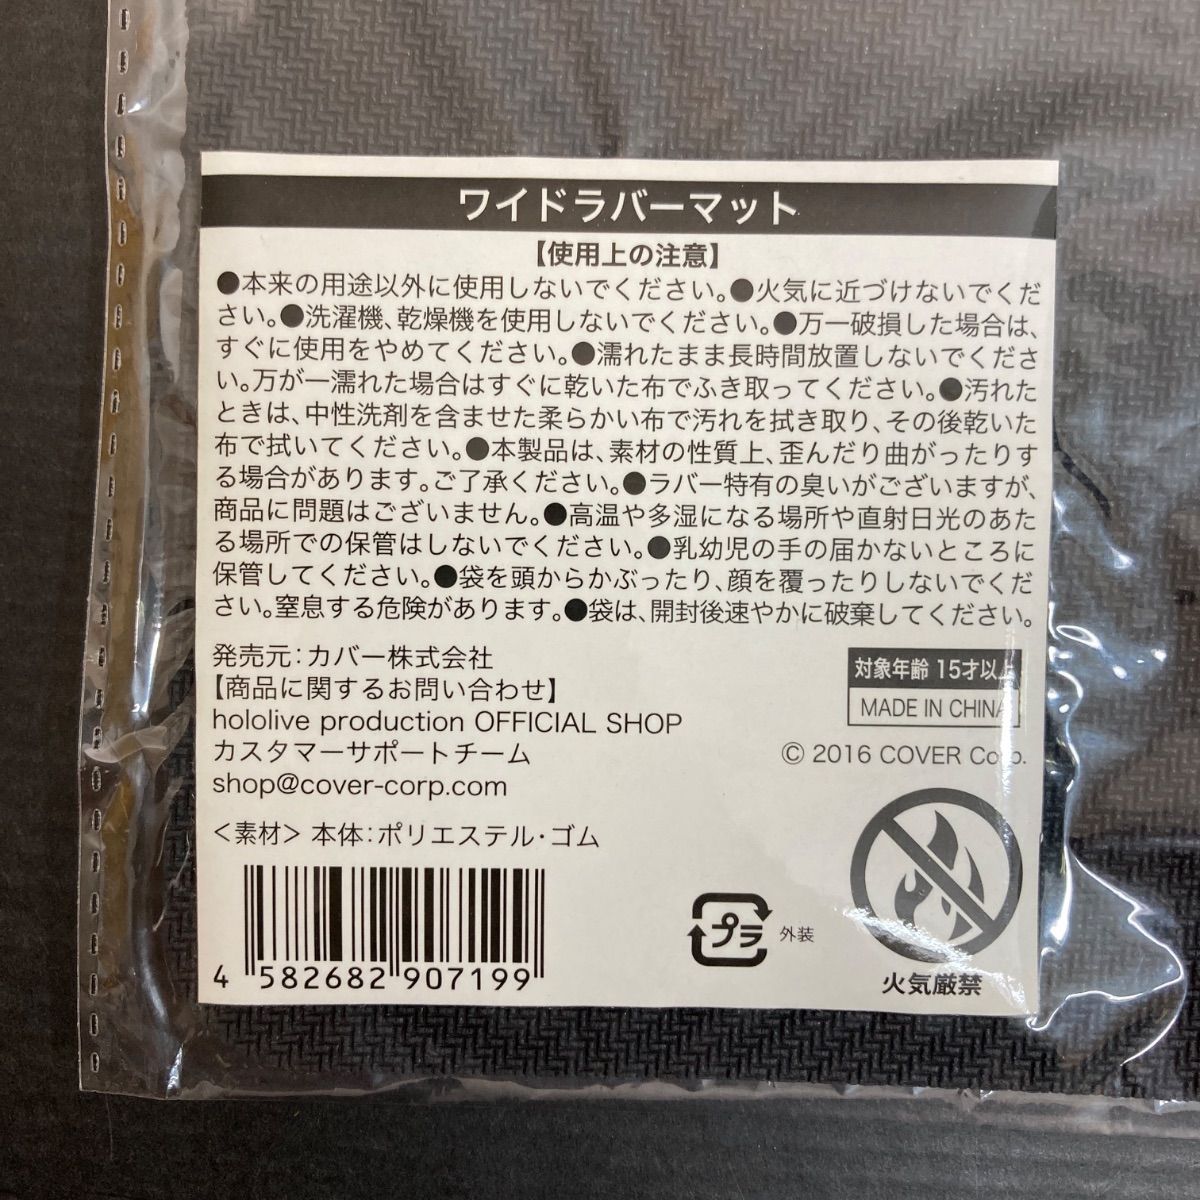 ワイドラバーマット
【使用上の注意】
●本来の用途以外に使用しないでください。●火気に近づけないでくだ
さい。●洗濯機、乾燥機を使用しないでください。●万一破損した場合は、
すぐに使用をやめてください。●濡れたまま長時間放置しないでくださ
い。万が一濡れた場合はすぐに乾いた布でふき取ってください。●汚れた
ときは、中性洗剤を含ませた柔らかい布で汚れを拭き取り、その後乾いた
布で拭いてください。●本製品は、素材の性質上、歪んだり曲がったりす
る場合があります。ご了承ください。●ラバー特有の臭いがございますが、
商品に問題はございません。●高温や多湿になる場所や直射日光のあた
る場所での保管はしないでください。●乳幼児の手の届かないところに
保管してください。●袋を頭からかぶったり、顔を覆ったりしないでくだ
さい。窒息する危険があります。●袋は、開封後速やかに破棄してください。
発売元：カバー株式会社
【商品に関するお問い合わせ】
hololive production OFFICIAL SHOP
カスタマーサポートチーム
shop@cover-corp.com
対象年齢 15才以上
MADE IN CHINA
© 2016 COVER Corp.
＜素材＞ 本体：ポリエステル・ゴム
4 582682 907199
プラ 外装
火気厳禁